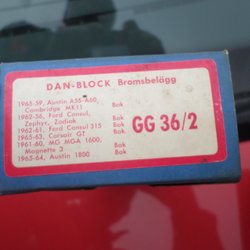 DAN-BLOCK Bromsbelägg
1963-59, Austin A55-A60, Bak
Cambridge MK11
1962-56, Ford Consul, Bak
Zephyr, Zodiak
1962-61, Ford Consul 315 Bak
1965-63, Calsair GT Bak
1961-60, MG MGA 1600, Bak
Magnette 3
1965-64, Austin 1800 Bak
GG 36/2